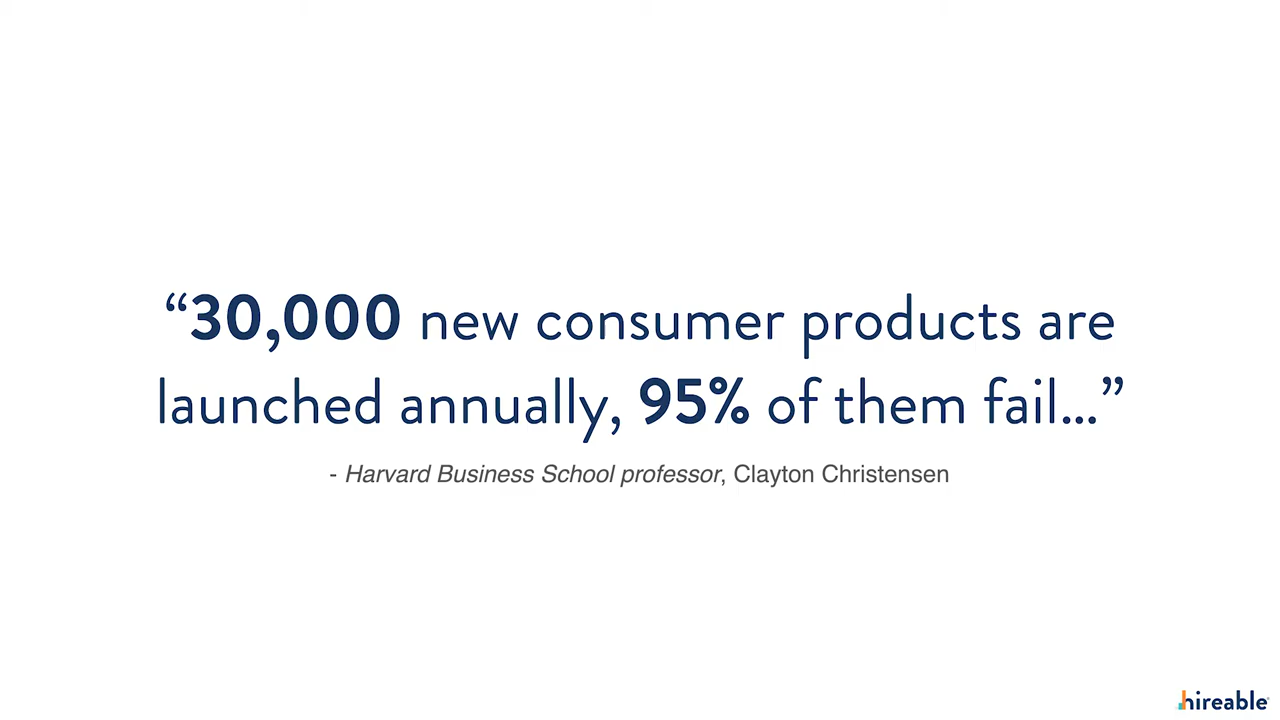 “30,000 new consumer products are
launched annually, 95% of them fail...”
- Harvard Business School professor, Clayton Christensen
hireable